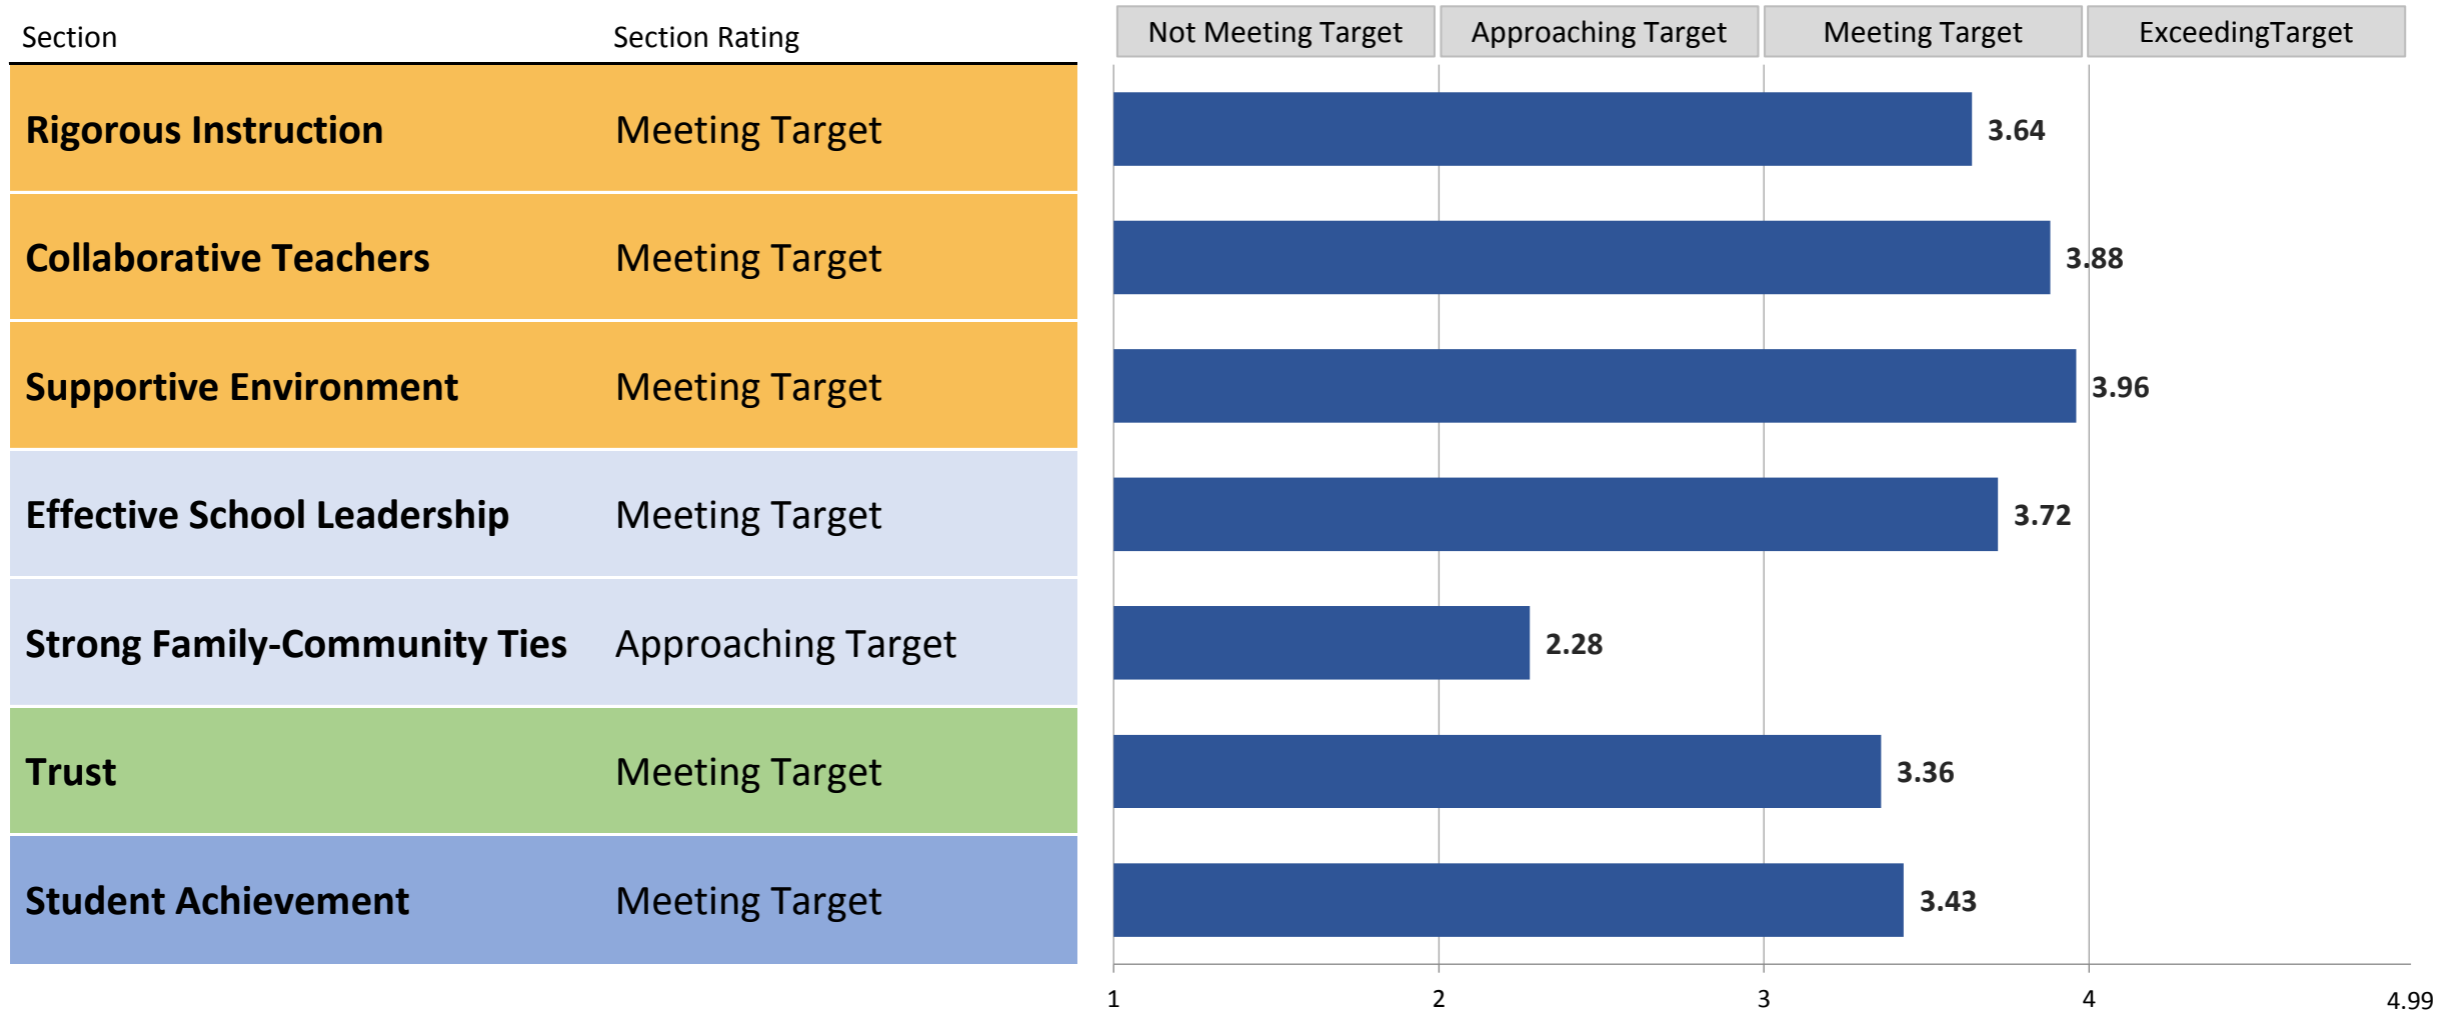 Section Section Rating Not Meeting Target Approaching Target Meeting Target ExceedingTarget
Rigorous Instruction Meeting Target 3.64
Collaborative Teachers Meeting Target 3.88
Supportive Environment Meeting Target 3.96
Effective School Leadership Meeting Target 3.72
Strong Family-Community Ties Approaching Target 2.28
Trust Meeting Target 3.36
Student Achievement Meeting Target 3.43
1 2 3 4 4.99